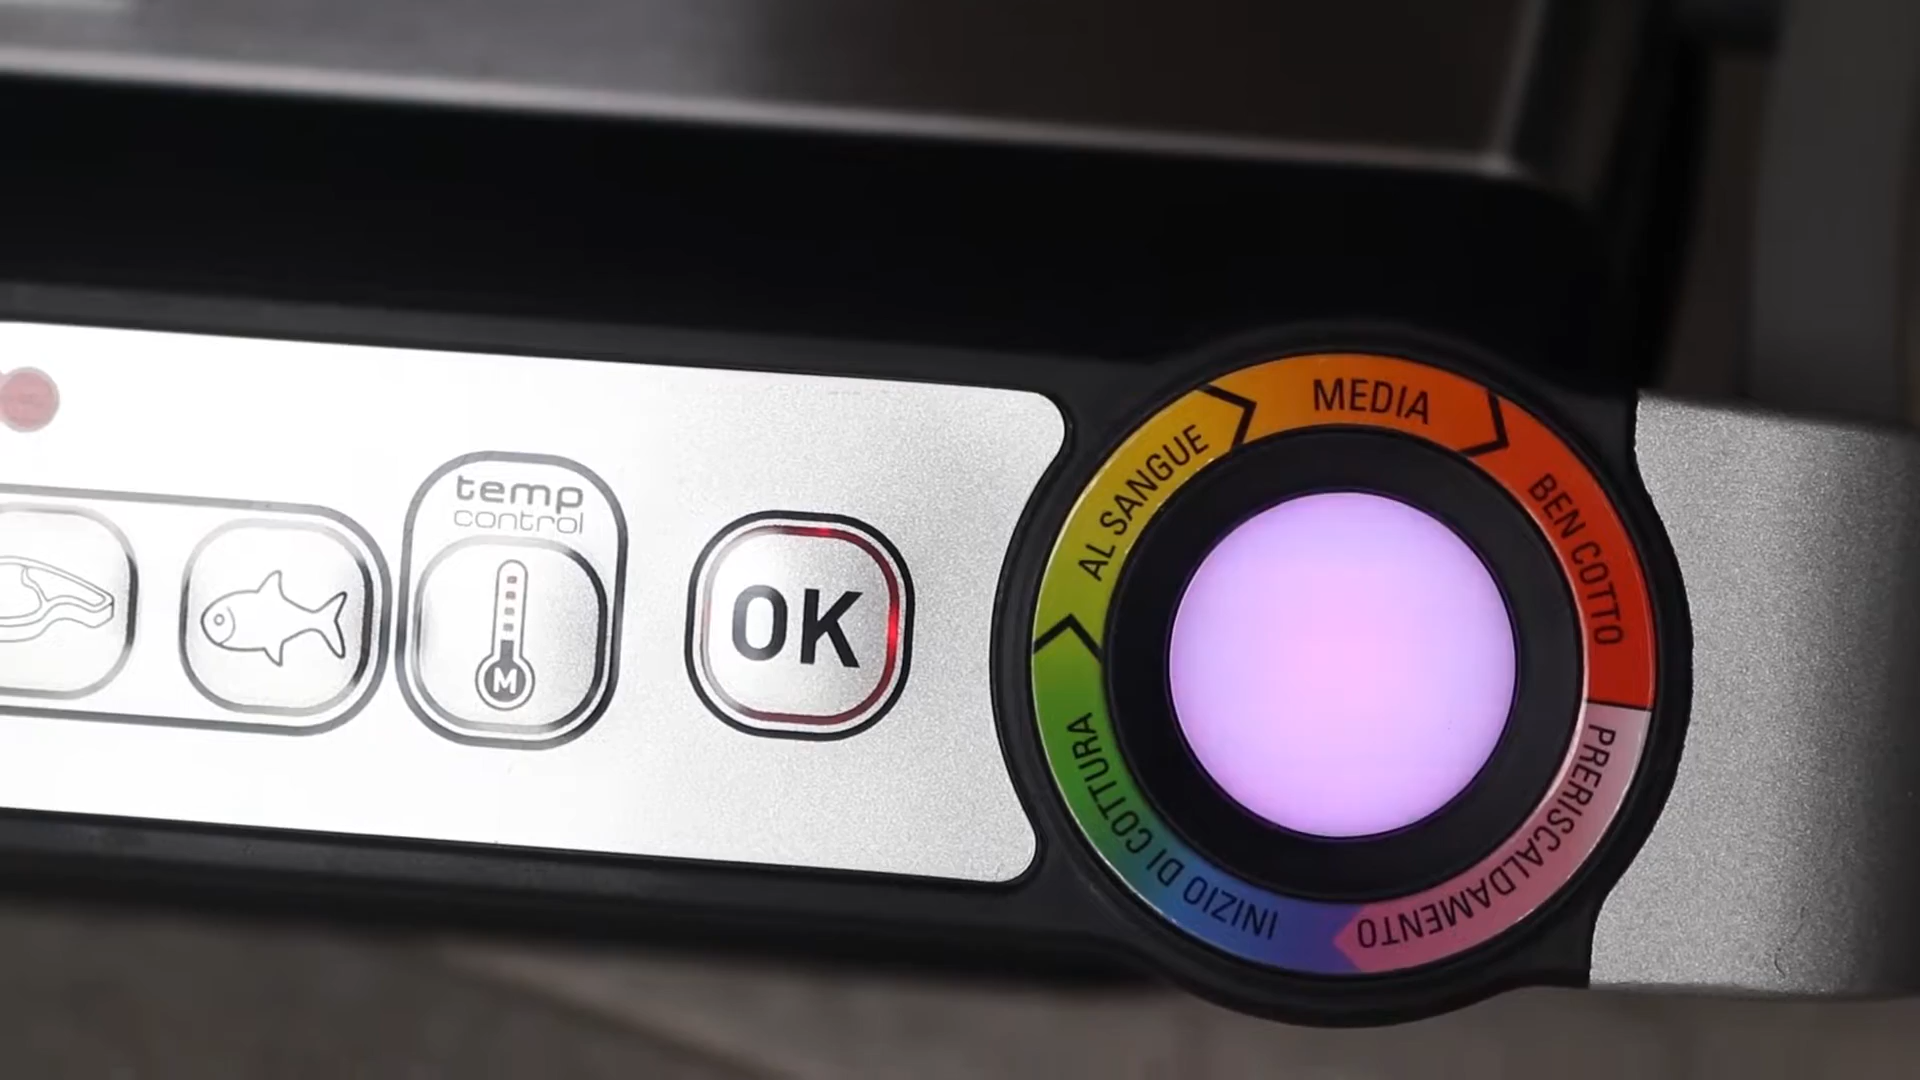 temp
control
M
OK
PRERISCALDAMENTO
INIZIO DI COTTURA
AL SANGUE
MEDIA
BEN COTTO